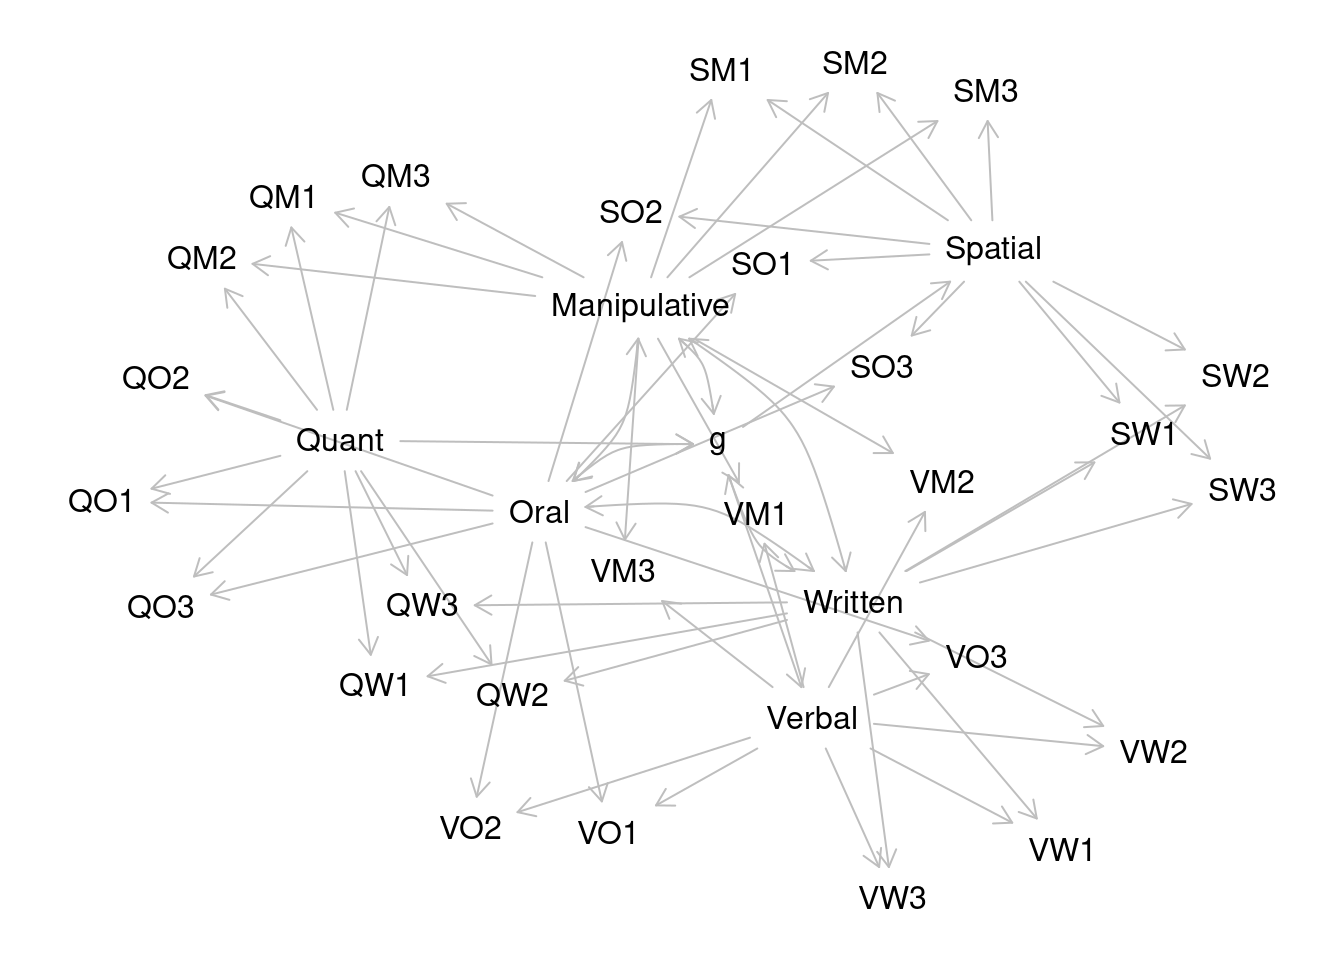 SM1
SM2
SM3
QM1
QM3
SO2
Spatial
QM2
SO1
Manipulative
QO2
SO3
SW2
Quant
g
SW1
QO1
Oral
VM1
VM2
SW3
VM3
QO3
QW3
Written
VO3
QW1
QW2
Verbal
VW2
VO2
VO1
VW1
VW3